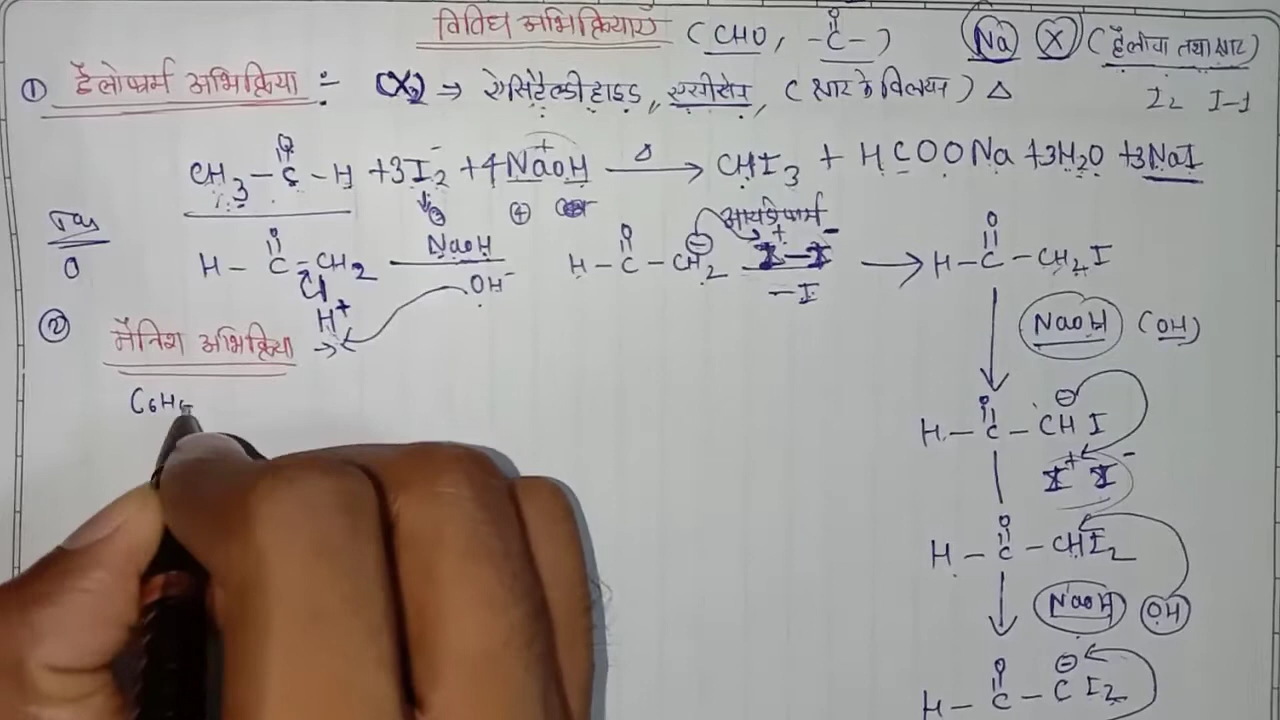 विविध अभिक्रियाएं (CHO, -C-) Na X (हैलोजन तथा क्षार)
O
① हैलोफार्म अभिक्रिया :- (X2) → ऐसिटैल्डीहाइड, एसीटोन, (क्षार के विलयन) Δ I2 I-I
O
CH3-C-H + 3I2 + 4NaOH Δ → CHI3 + HCOONa + 3H2O + 3NaI
आयडोफार्म
O
H-C-CH2 NaOH OH-
H+
O
H-C-CH2 ⊖ I+-I- -I →
O
H-C-CH2I
NaOH (OH)
② मैनिश अभिक्रिया →
C6H5
O ⊖
H-C-CHI
I+ I-
O
H-C-CHI2
NaOH OH
O ⊖
H-C-CI2